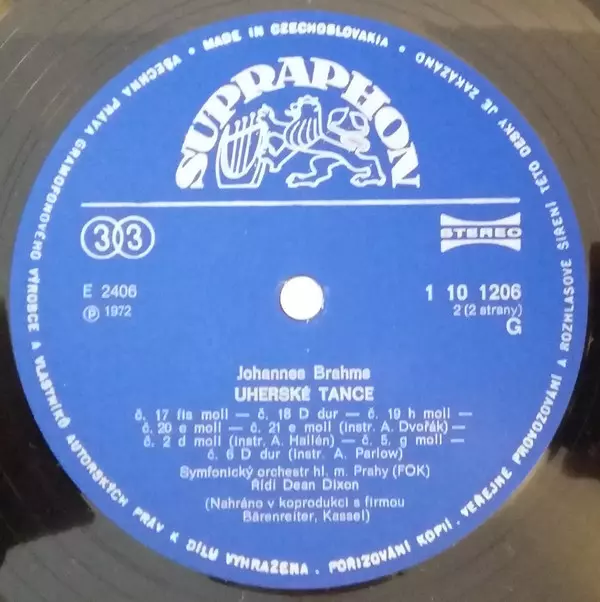 VŠECHNA PRÁVA GRAMOFONOVÉHO VÝROBCE A VLASTNÍKŮ AUTORSKÝCH PRÁV K DÍLU VYHRAŽENA. POŘIZOVÁNÍ KOPIÍ, VEŘEJNÉ PROVOZOVÁNÍ A ROZHLASOVÉ ŠÍŘENÍ TÉTO DESKY JE ZAKÁZÁNO • MADE IN CZECHOSLOVAKIA •
SUPRAPHON
33
STEREO
E 2406
1 10 1206
Ⓟ 1972
2 (2 strany)
G
Johannes Brahms
UHERSKÉ TANCE
č. 17 fis moll — č. 18 D dur — č. 19 h moll —
č. 20 e moll — č. 21 e moll (instr. A. Dvořák) —
č. 2 d moll (instr. A. Hallén) — č. 5. g moll —
č. 6 D dur (instr. A. Parlow)
Symfonický orchestr hl. m. Prahy (FOK)
Řídí Dean Dixon
(Nahráno v koprodukci s firmou
Bärenreiter, Kassel)